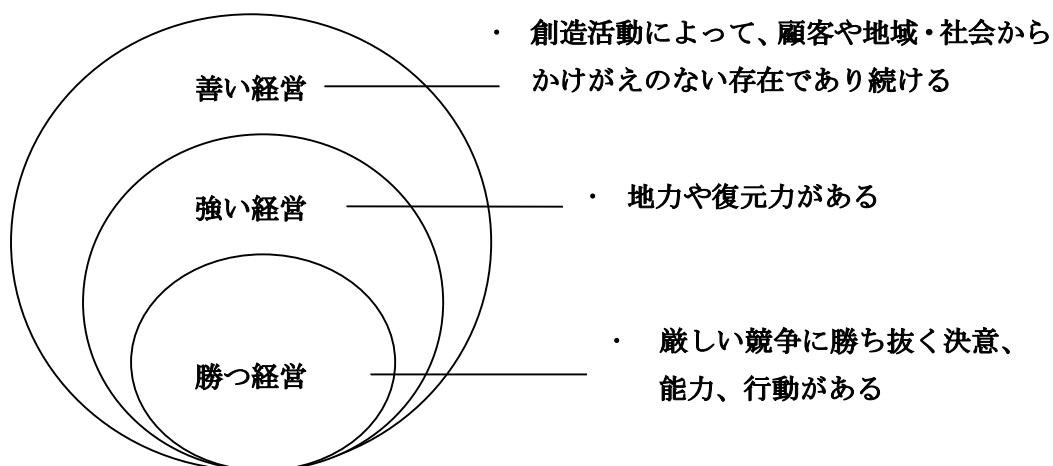 善い経営
・ 創造活動によって、顧客や地域・社会から
かけがえのない存在であり続ける
強い経営
・ 地力や復元力がある
勝つ経営
・ 厳しい競争に勝ち抜く決意、
能力、行動がある